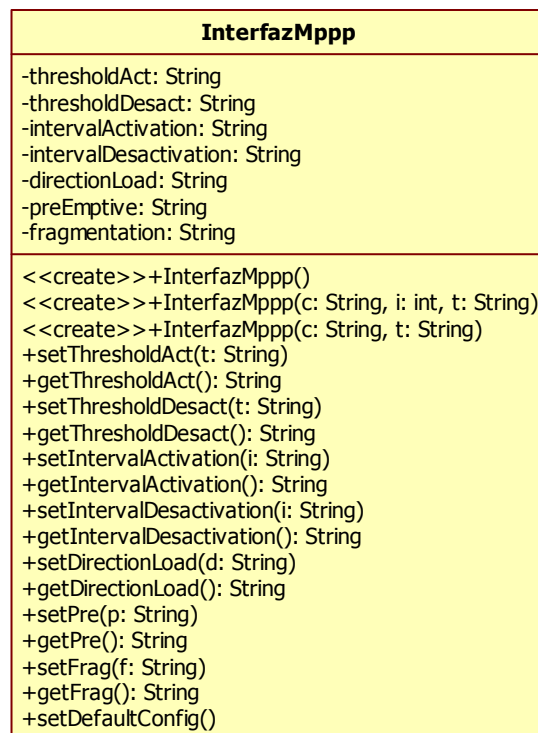 InterfazMppp
-thresholdAct: String
-thresholdDesact: String
-intervalActivation: String
-intervalDesactivation: String
-directionLoad: String
-preEmptive: String
-fragmentation: String
<<create>>+InterfazMppp()
<<create>>+InterfazMppp(c: String, i: int, t: String)
<<create>>+InterfazMppp(c: String, t: String)
+setThresholdAct(t: String)
+getThresholdAct(): String
+setThresholdDesact(t: String)
+getThresholdDesact(): String
+setIntervalActivation(i: String)
+getIntervalActivation(): String
+setIntervalDesactivation(i: String)
+getIntervalDesactivation(): String
+setDirectionLoad(d: String)
+getDirectionLoad(): String
+setPre(p: String)
+getPre(): String
+setFrag(f: String)
+getFrag(): String
+setDefaultConfig()